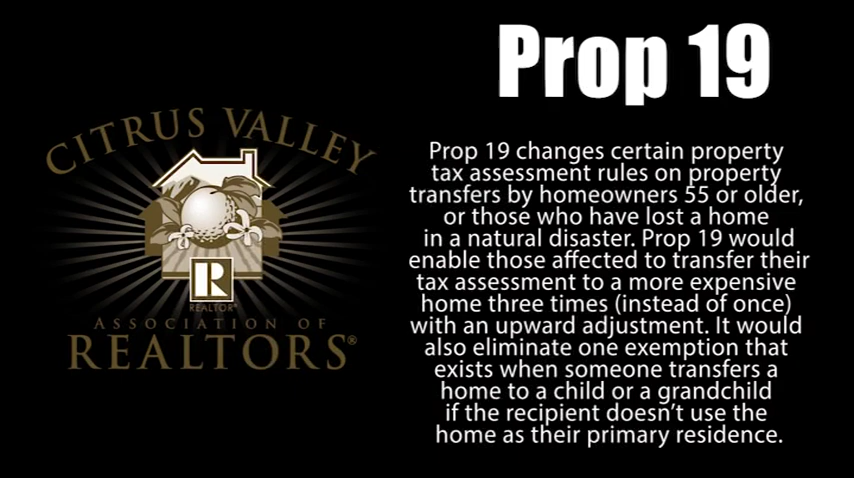 Prop 19
CITRUS VALLEY
R
REALTOR®
ASSOCIATION OF
REALTORS®
Prop 19 changes certain property
tax assessment rules on property
transfers by homeowners 55 or older,
or those who have lost a home
in a natural disaster. Prop 19 would
enable those affected to transfer their
tax assessment to a more expensive
home three times (instead of once)
with an upward adjustment. It would
also eliminate one exemption that
exists when someone transfers a
home to a child or a grandchild
if the recipient doesn't use the
home as their primary residence.